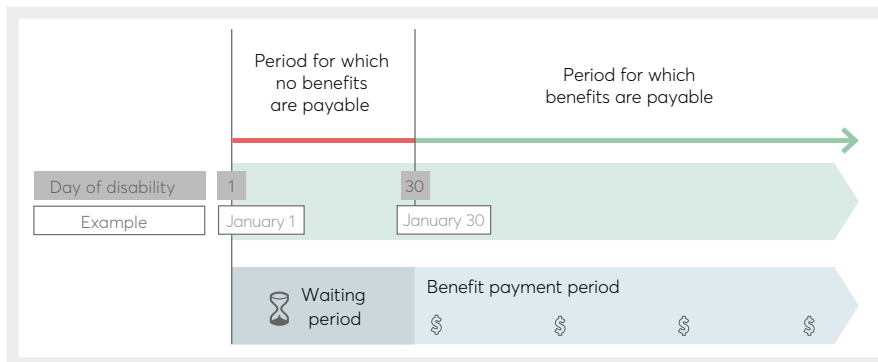 Period for which
no benefits
are payable
Period for which
benefits are payable
Day of disability
1
30
Example
January 1
January 30
Waiting
period
Benefit payment period
$ $ $ $